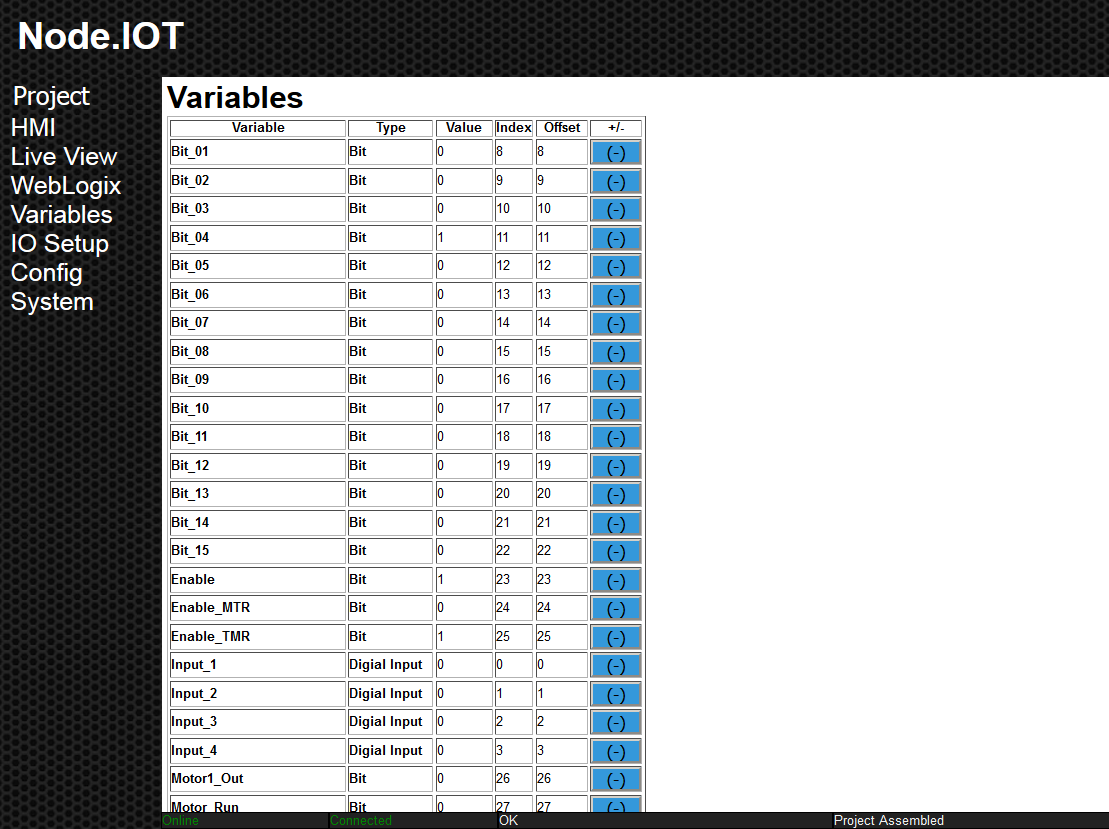 Node.IOT
Project
HMI
Live View
WebLogix
Variables
IO Setup
Config
System
Variables
Variable Type Value Index Offset +/-
Bit_01 Bit 0 8 8 (-)
Bit_02 Bit 0 9 9 (-)
Bit_03 Bit 0 10 10 (-)
Bit_04 Bit 1 11 11 (-)
Bit_05 Bit 0 12 12 (-)
Bit_06 Bit 0 13 13 (-)
Bit_07 Bit 0 14 14 (-)
Bit_08 Bit 0 15 15 (-)
Bit_09 Bit 0 16 16 (-)
Bit_10 Bit 0 17 17 (-)
Bit_11 Bit 0 18 18 (-)
Bit_12 Bit 0 19 19 (-)
Bit_13 Bit 0 20 20 (-)
Bit_14 Bit 0 21 21 (-)
Bit_15 Bit 0 22 22 (-)
Enable Bit 1 23 23 (-)
Enable_MTR Bit 0 24 24 (-)
Enable_TMR Bit 1 25 25 (-)
Input_1 Digial Input 0 0 0 (-)
Input_2 Digial Input 0 1 1 (-)
Input_3 Digial Input 0 2 2 (-)
Input_4 Digial Input 0 3 3 (-)
Motor1_Out Bit 0 26 26 (-)
Motor_Run Bit 0 27 27 (-)
Online Connected OK Project Assembled